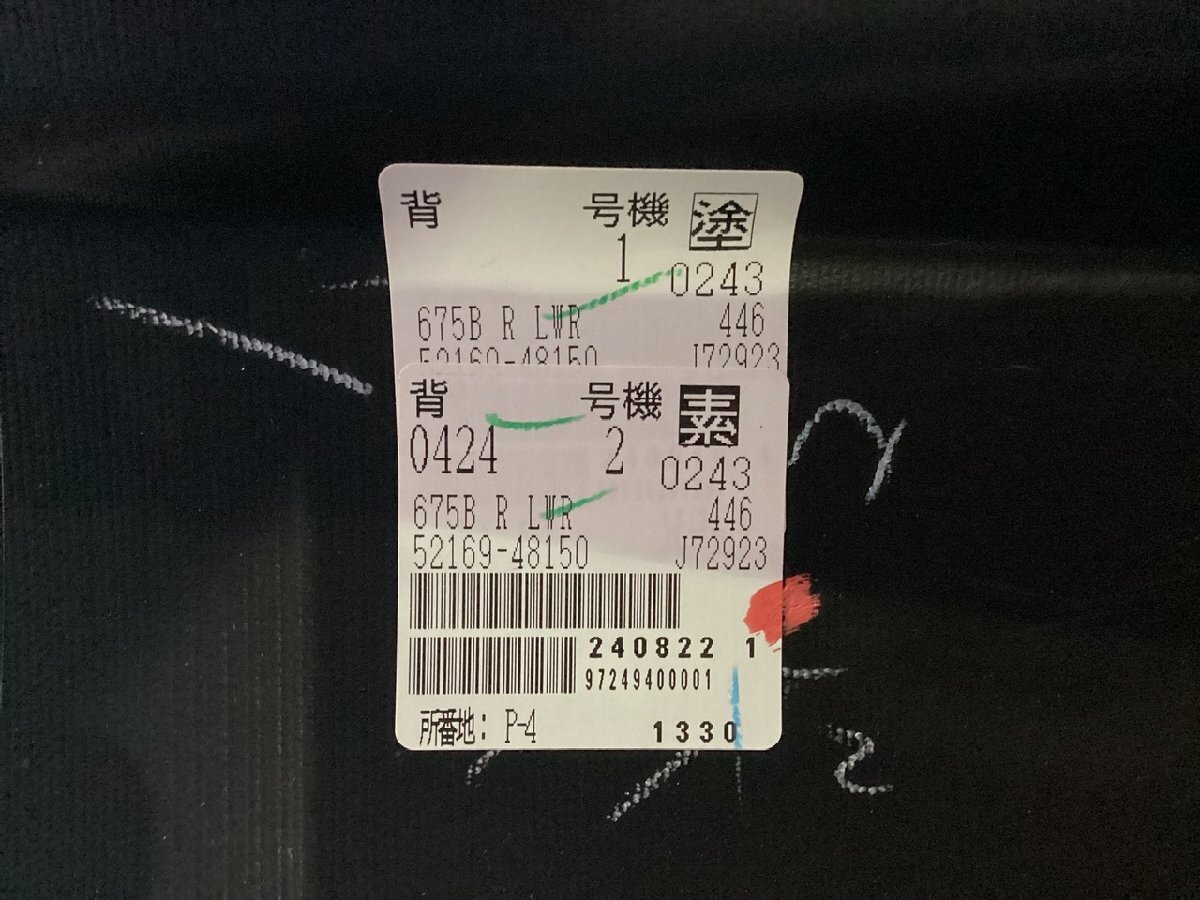 背 号機 塗
1 0243
675B R LWR 446
52160-48150 J72923
背 号機 素
0424 2 0243
675B R LWR 446
52169-48150 J72923
240822 1
97249400001
所番地: P-4 1330